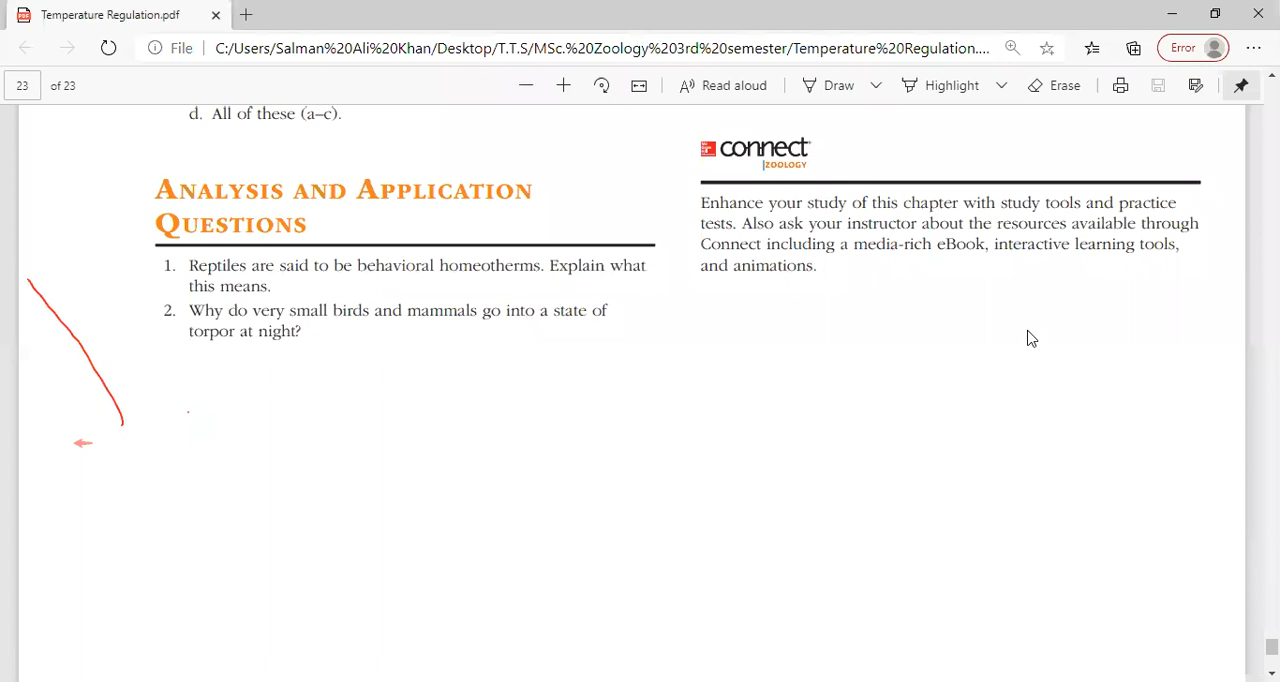 Temperature Regulation.pdf
File C:/Users/Salman%20Ali%20Khan/Desktop/T.T.S/MSc.%20Zoology%203rd%20semester/Temperature%20Regulation.... Error
23 of 23 Read aloud Draw Highlight Erase
d. All of these (a–c).
ANALYSIS AND APPLICATION
QUESTIONS
1. Reptiles are said to be behavioral homeotherms. Explain what
this means.
2. Why do very small birds and mammals go into a state of
torpor at night?
connect
ZOOLOGY
Enhance your study of this chapter with study tools and practice
tests. Also ask your instructor about the resources available through
Connect including a media-rich eBook, interactive learning tools,
and animations.